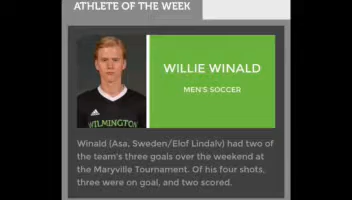 ATHLETE OF THE WEEK
WILLIE WINALD
MEN'S SOCCER
WILMINGTON
Winald (Asa, Sweden/Elof Lindalv) had two of
the team's three goals over the weekend at
the Maryville Tournament. Of his four shots,
three were on goal, and two scored.